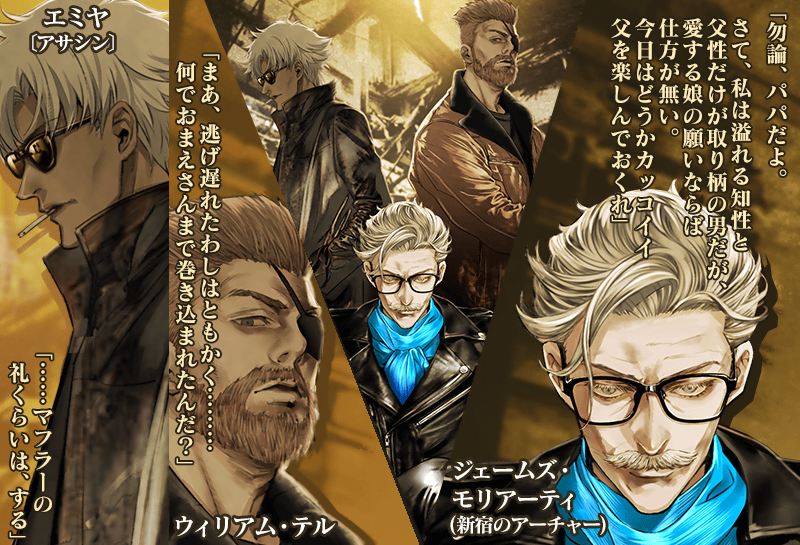 「勿論、パパだよ。
さて、私は溢れる知性と
父性だけが取り柄の男だが、
愛する娘の願いならば
仕方が無い。
今日はどうかカッコイイ
父を楽しんでおくれ」
ジェームズ・
モリアーティ
(新宿のアーチャー)
「まあ、逃げ遅れたわしはともかく………
何でおまえさんまで巻き込まれたんだ？」
ウィリアム・テル
エミヤ
［アサシン］
「……マフラーの
礼くらいは、する」